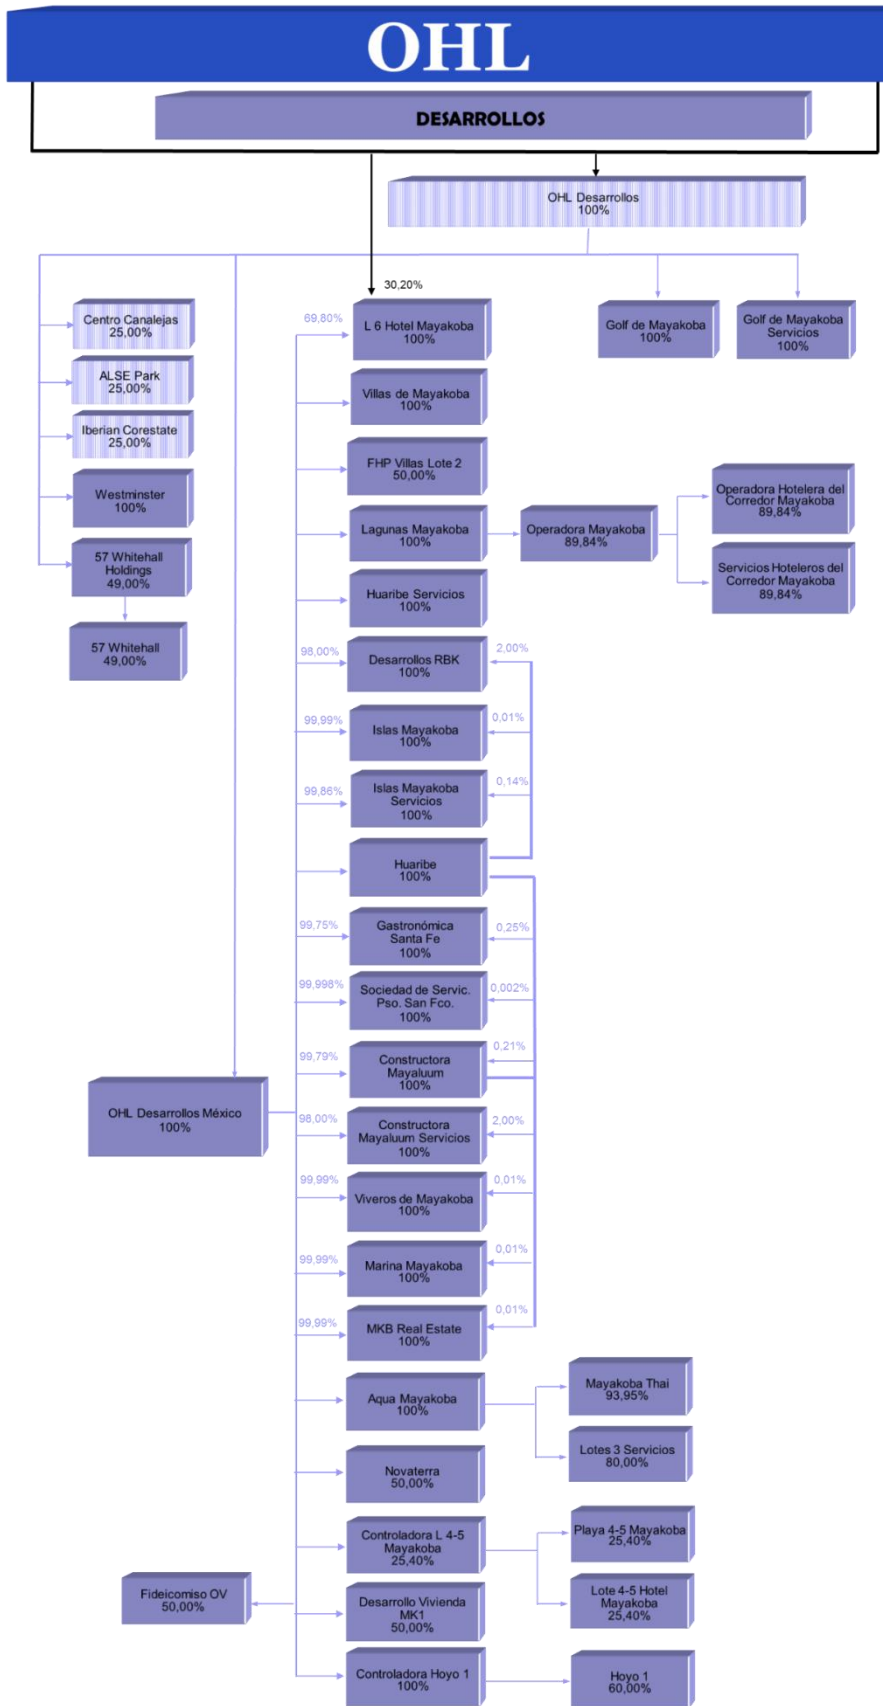 OHL
DESARROLLOS
OHL Desarrollos
100%
30,20%
Centro Canalejas
25,00%
ALSE Park
25,00%
Iberian Corestate
25,00%
Westminster
100%
57 Whitehall
Holdings
49,00%
57 Whitehall
49,00%
69,80%
L 6 Hotel Mayakoba
100%
Golf de Mayakoba
100%
Golf de Mayakoba
Servicios
100%
Villas de Mayakoba
100%
FHP Villas Lote 2
50,00%
Lagunas Mayakoba
100%
Operadora Mayakoba
89,84%
Operadora Hotelera del
Corredor Mayakoba
89,84%
Servicios Hoteleros del
Corredor Mayakoba
89,84%
Huaribe Servicios
100%
98,00%
Desarrollos RBK
100%
2,00%
99,99%
Islas Mayakoba
100%
0,01%
99,86%
Islas Mayakoba
Servicios
100%
0,14%
Huaribe
100%
99,75%
Gastronómica
Santa Fe
100%
0,25%
99,998%
Sociedad de Servic.
Pso. San Fco.
100%
0,002%
99,79%
Constructora
Mayaluum
100%
0,21%
OHL Desarrollos México
100%
98,00%
Constructora
Mayaluum Servicios
100%
2,00%
99,99%
Viveros de Mayakoba
100%
0,01%
99,99%
Marina Mayakoba
100%
0,01%
99,99%
MKB Real Estate
100%
0,01%
Aqua Mayakoba
100%
Mayakoba Thai
93,95%
Lotes 3 Servicios
80,00%
Novaterra
50,00%
Controladora L 4-5
Mayakoba
25,40%
Playa 4-5 Mayakoba
25,40%
Lote 4-5 Hotel
Mayakoba
25,40%
Fideicomiso OV
50,00%
Desarrollo Vivienda
MK1
50,00%
Controladora Hoyo 1
100%
Hoyo 1
60,00%